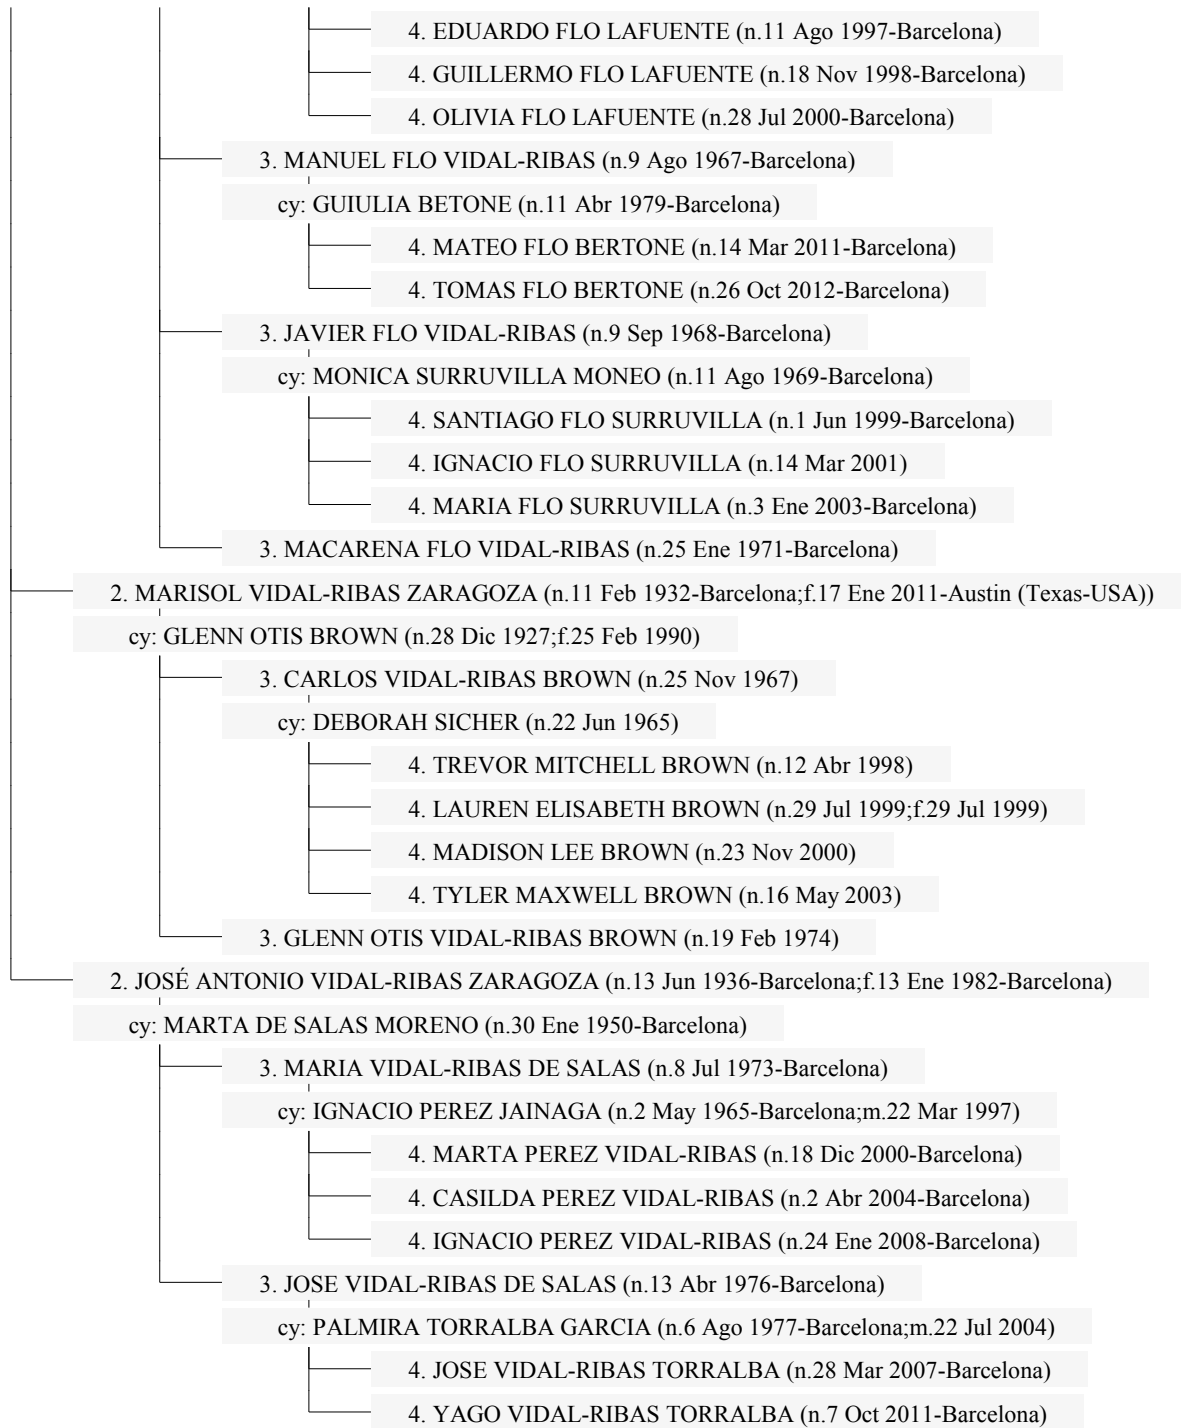 4. EDUARDO FLO LAFUENTE (n.11 Ago 1997-Barcelona)
4. GUILLERMO FLO LAFUENTE (n.18 Nov 1998-Barcelona)
4. OLIVIA FLO LAFUENTE (n.28 Jul 2000-Barcelona)
3. MANUEL FLO VIDAL-RIBAS (n.9 Ago 1967-Barcelona)
cy: GUIULIA BETONE (n.11 Abr 1979-Barcelona)
4. MATEO FLO BERTONE (n.14 Mar 2011-Barcelona)
4. TOMAS FLO BERTONE (n.26 Oct 2012-Barcelona)
3. JAVIER FLO VIDAL-RIBAS (n.9 Sep 1968-Barcelona)
cy: MONICA SURRUVILLA MONEO (n.11 Ago 1969-Barcelona)
4. SANTIAGO FLO SURRUVILLA (n.1 Jun 1999-Barcelona)
4. IGNACIO FLO SURRUVILLA (n.14 Mar 2001)
4. MARIA FLO SURRUVILLA (n.3 Ene 2003-Barcelona)
3. MACARENA FLO VIDAL-RIBAS (n.25 Ene 1971-Barcelona)
2. MARISOL VIDAL-RIBAS ZARAGOZA (n.11 Feb 1932-Barcelona;f.17 Ene 2011-Austin (Texas-USA))
cy: GLENN OTIS BROWN (n.28 Dic 1927;f.25 Feb 1990)
3. CARLOS VIDAL-RIBAS BROWN (n.25 Nov 1967)
cy: DEBORAH SICHER (n.22 Jun 1965)
4. TREVOR MITCHELL BROWN (n.12 Abr 1998)
4. LAUREN ELISABETH BROWN (n.29 Jul 1999;f.29 Jul 1999)
4. MADISON LEE BROWN (n.23 Nov 2000)
4. TYLER MAXWELL BROWN (n.16 May 2003)
3. GLENN OTIS VIDAL-RIBAS BROWN (n.19 Feb 1974)
2. JOSÉ ANTONIO VIDAL-RIBAS ZARAGOZA (n.13 Jun 1936-Barcelona;f.13 Ene 1982-Barcelona)
cy: MARTA DE SALAS MORENO (n.30 Ene 1950-Barcelona)
3. MARIA VIDAL-RIBAS DE SALAS (n.8 Jul 1973-Barcelona)
cy: IGNACIO PEREZ JAINAGA (n.2 May 1965-Barcelona;m.22 Mar 1997)
4. MARTA PEREZ VIDAL-RIBAS (n.18 Dic 2000-Barcelona)
4. CASILDA PEREZ VIDAL-RIBAS (n.2 Abr 2004-Barcelona)
4. IGNACIO PEREZ VIDAL-RIBAS (n.24 Ene 2008-Barcelona)
3. JOSE VIDAL-RIBAS DE SALAS (n.13 Abr 1976-Barcelona)
cy: PALMIRA TORRALBA GARCIA (n.6 Ago 1977-Barcelona;m.22 Jul 2004)
4. JOSE VIDAL-RIBAS TORRALBA (n.28 Mar 2007-Barcelona)
4. YAGO VIDAL-RIBAS TORRALBA (n.7 Oct 2011-Barcelona)